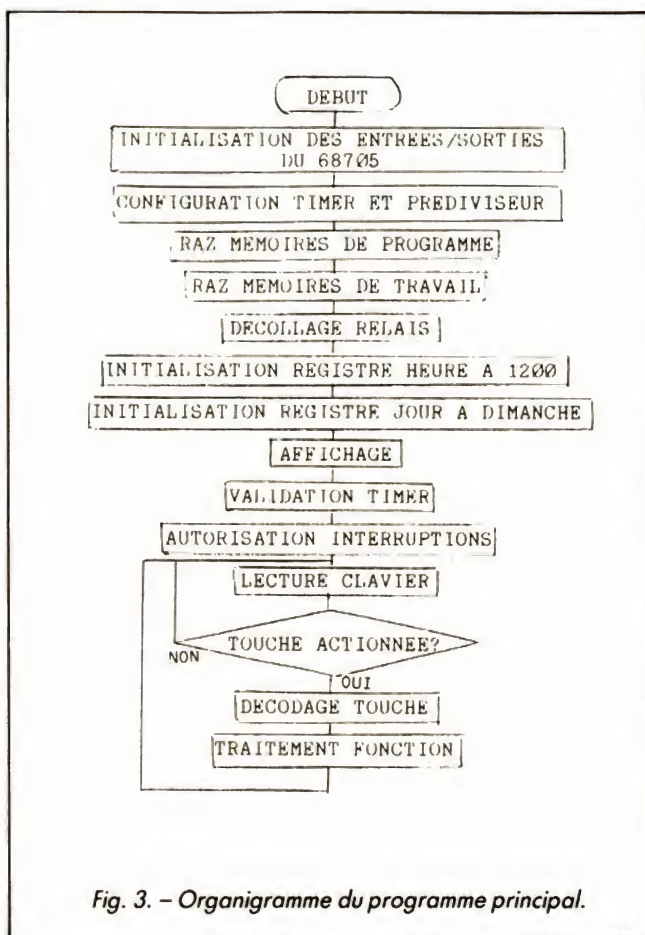 DEBUT
INITIALISATION DES ENTREES/SORTIES
DU 68705
CONFIGURATION TIMER ET PREDIVISEUR
RAZ MEMOIRES DE PROGRAMME
RAZ MEMOIRES DE TRAVAIL
DECOLLAGE RELAIS
INITIALISATION REGISTRE HEURE A 1200
INITIALISATION REGISTRE JOUR A DIMANCHE
AFFICHAGE
VALIDATION TIMER
AUTORISATION INTERRUPTIONS
LECTURE CLAVIER
TOUCHE ACTIONNEE?
NON
OUI
DECODAGE TOUCHE
TRAITEMENT FONCTION
Fig. 3. – Organigramme du programme principal.